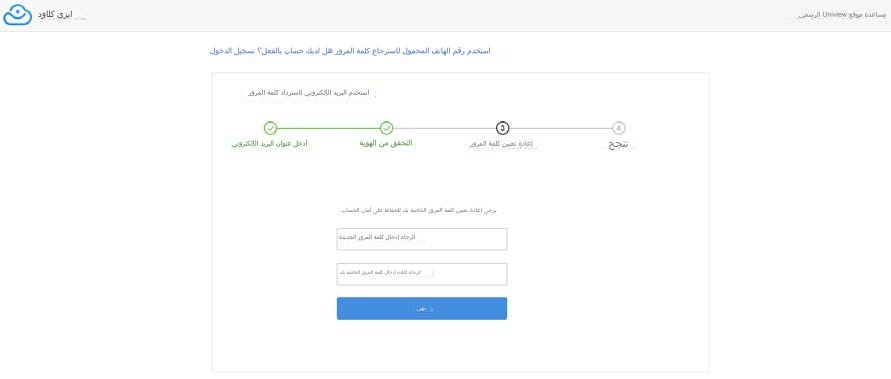 ايزي كلاود
مساعدة موقع Uniview الرسمي
استخدم رقم الهاتف المحمول لاسترجاع كلمة المرور هل لديك حساب بالفعل؟ تسجيل الدخول
استخدم البريد الإلكتروني لاسترداد كلمة المرور
3
4
أدخل عنوان البريد الإلكتروني
التحقق من الهوية
إعادة تعيين كلمة المرور
تنجح
يرجى إعادة تعيين كلمة المرور الخاصة بك للحفاظ على أمان الحساب.
الرجاء إدخال كلمة المرور الجديدة
الرجاء إعادة إدخال كلمة المرور الخاصة بك